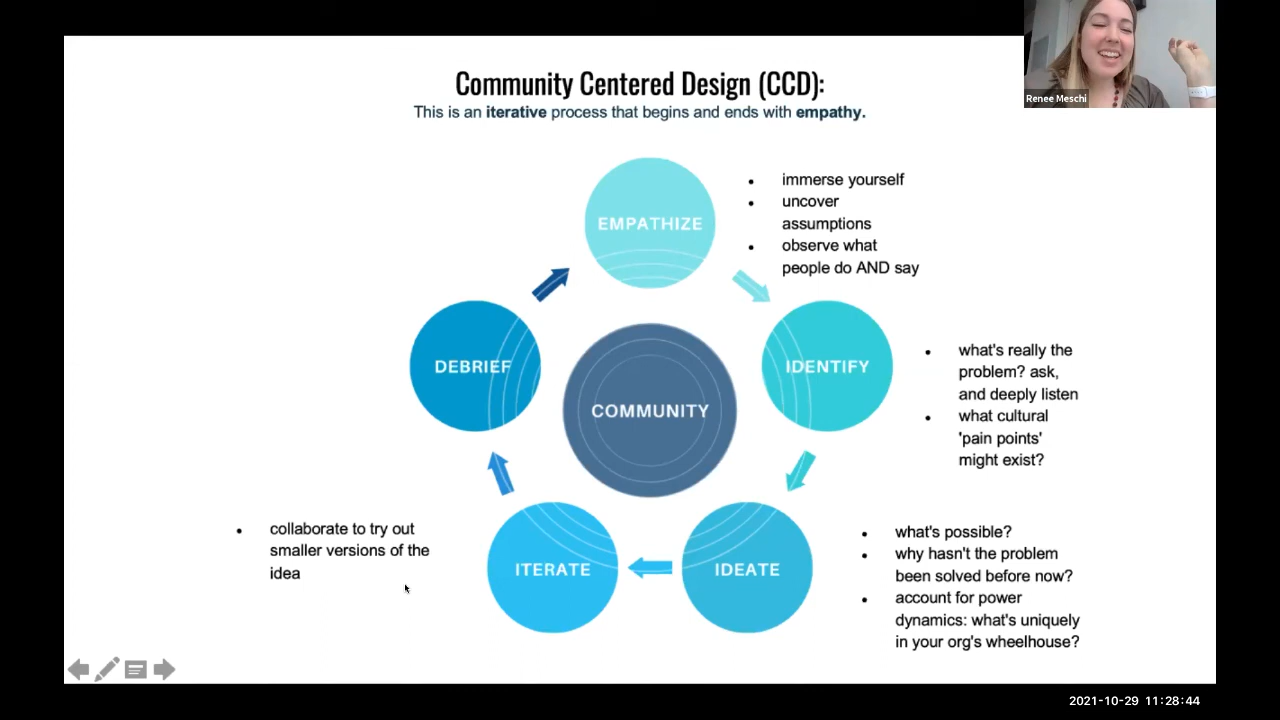 Community Centered Design (CCD):
This is an iterative process that begins and ends with empathy.
Renee Meschi
EMPATHIZE
• immerse yourself
• uncover
assumptions
• observe what
people do AND say
DEBRIEF
COMMUNITY
IDENTIFY
• what's really the
problem? ask,
and deeply listen
• what cultural
'pain points'
might exist?
• collaborate to try out
smaller versions of the
idea
ITERATE
IDEATE
• what's possible?
• why hasn't the problem
been solved before now?
• account for power
dynamics: what's uniquely
in your org's wheelhouse?
2021-10-29 11:28:44